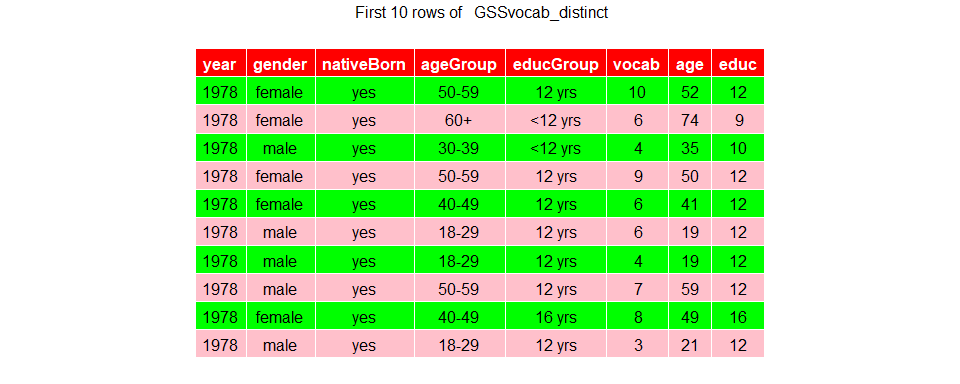 First 10 rows of GSSvocab_distinct
year gender nativeBorn ageGroup educGroup vocab age educ
1978 female yes 50-59 12 yrs 10 52 12
1978 female yes 60+ <12 yrs 6 74 9
1978 male yes 30-39 <12 yrs 4 35 10
1978 female yes 50-59 12 yrs 9 50 12
1978 female yes 40-49 12 yrs 6 41 12
1978 male yes 18-29 12 yrs 6 19 12
1978 male yes 18-29 12 yrs 4 19 12
1978 male yes 50-59 12 yrs 7 59 12
1978 female yes 40-49 16 yrs 8 49 16
1978 male yes 18-29 12 yrs 3 21 12